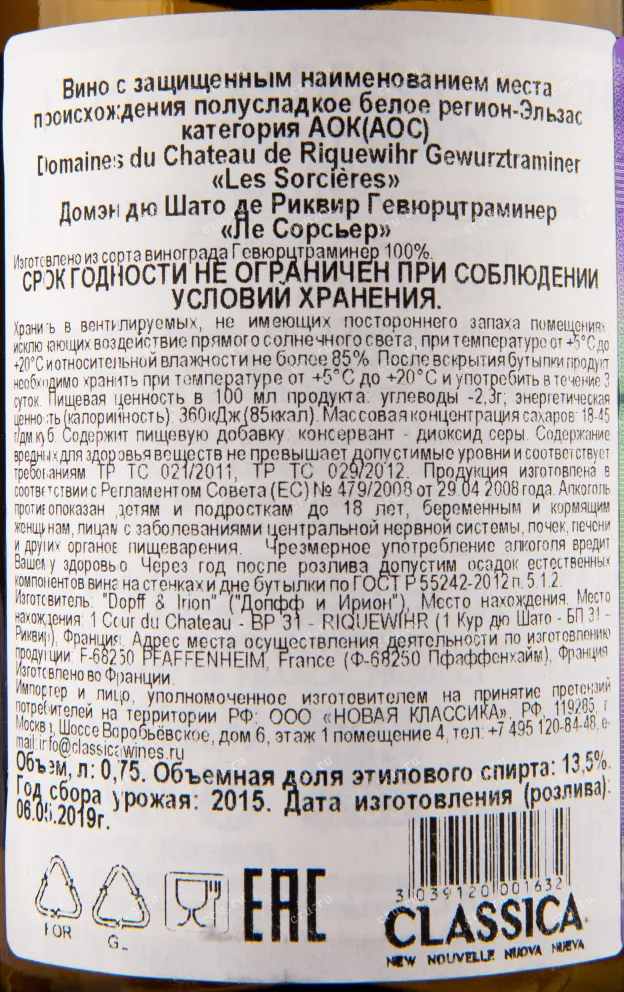 Вино с защищенным наименованием места
происхождения полусладкое белое регион-Эльзас
категория АОК(АОС)
Domaines du Chateau de Riquewihr Gewurztraminer
«Les Sorcières»
Домэн дю Шато де Риквир Гевюрцтраминер
«Ле Сорсьер»
Изготовлено из сорта винограда Гевюрцтраминер 100%.
СРОК ГОДНОСТИ НЕ ОГРАНИЧЕН ПРИ СОБЛЮДЕНИИ
УСЛОВИЙ ХРАНЕНИЯ.
Хранить в вентилируемых, не имеющих постороннего запаха помещениях,
исключающих воздействие прямого солнечного света, при температуре от +5°С до
+20°С и относительной влажности не более 85%. После вскрытия бутылки продукт
необходимо хранить при температуре от +5°С до +20°С и употребить в течение 3
суток. Пищевая ценность в 100 мл продукта: углеводы -2,3г; энергетическая
ценность (калорийность): 360кДж (85ккал). Массовая концентрация сахаров: 18-45
г/дм куб. Содержит пищевую добавку: консервант - диоксид серы. Содержание
вредных для здоровья веществ не превышает допустимые уровни и соответствует
требованиям ТР ТС 021/2011, ТР ТС 029/2012. Продукция изготовлена в
соответствии с Регламентом Совета (ЕС) № 479/2008 от 29.04.2008 года. Алкоголь
противопоказан детям и подросткам до 18 лет, беременным и кормящим
женщинам, лицам с заболеваниями центральной нервной системы, почек, печени
и других органов пищеварения. Чрезмерное употребление алкоголя вредит
Вашему здоровью. Через год после розлива допустим осадок естественных
компонентов вина на стенках и дне бутылки по ГОСТ Р 55242-2012 п. 5.1.2.
Изготовитель: "Dopff & Irion" ("Допфф и Ирион"), Место нахождения. Место
нахождения: 1 Cour du Chateau - BP 31 - RIQUEWIHR (1 Кур дю Шато - БП 31 -
Риквир), Франция. Адрес места осуществления деятельности по изготовлению
продукции: F-68250 PFAFFENHEIM, France (Ф-68250 Пфаффенхайм), Франция
Изготовлено во Франции.
Импортер и лицо, уполномоченное изготовителем на принятие претензий
потребителей на территории РФ: ООО «НОВАЯ КЛАССИКА», РФ, 119285, г
Москва, Шоссе Воробьёвское, дом 6, этаж 1 помещение 4, тел: +7 495 120-84-48, e-
mail: info@classicawines.ru
Объем, л: 0,75. Объемная доля этилового спирта: 13,5%.
Год сбора урожая: 2015. Дата изготовления (розлива):
06.05.2019г.
FOR
GL
EAC
3 039120 001632
CLASSICA
NEW NOUVELLE NUOVA NUEVA